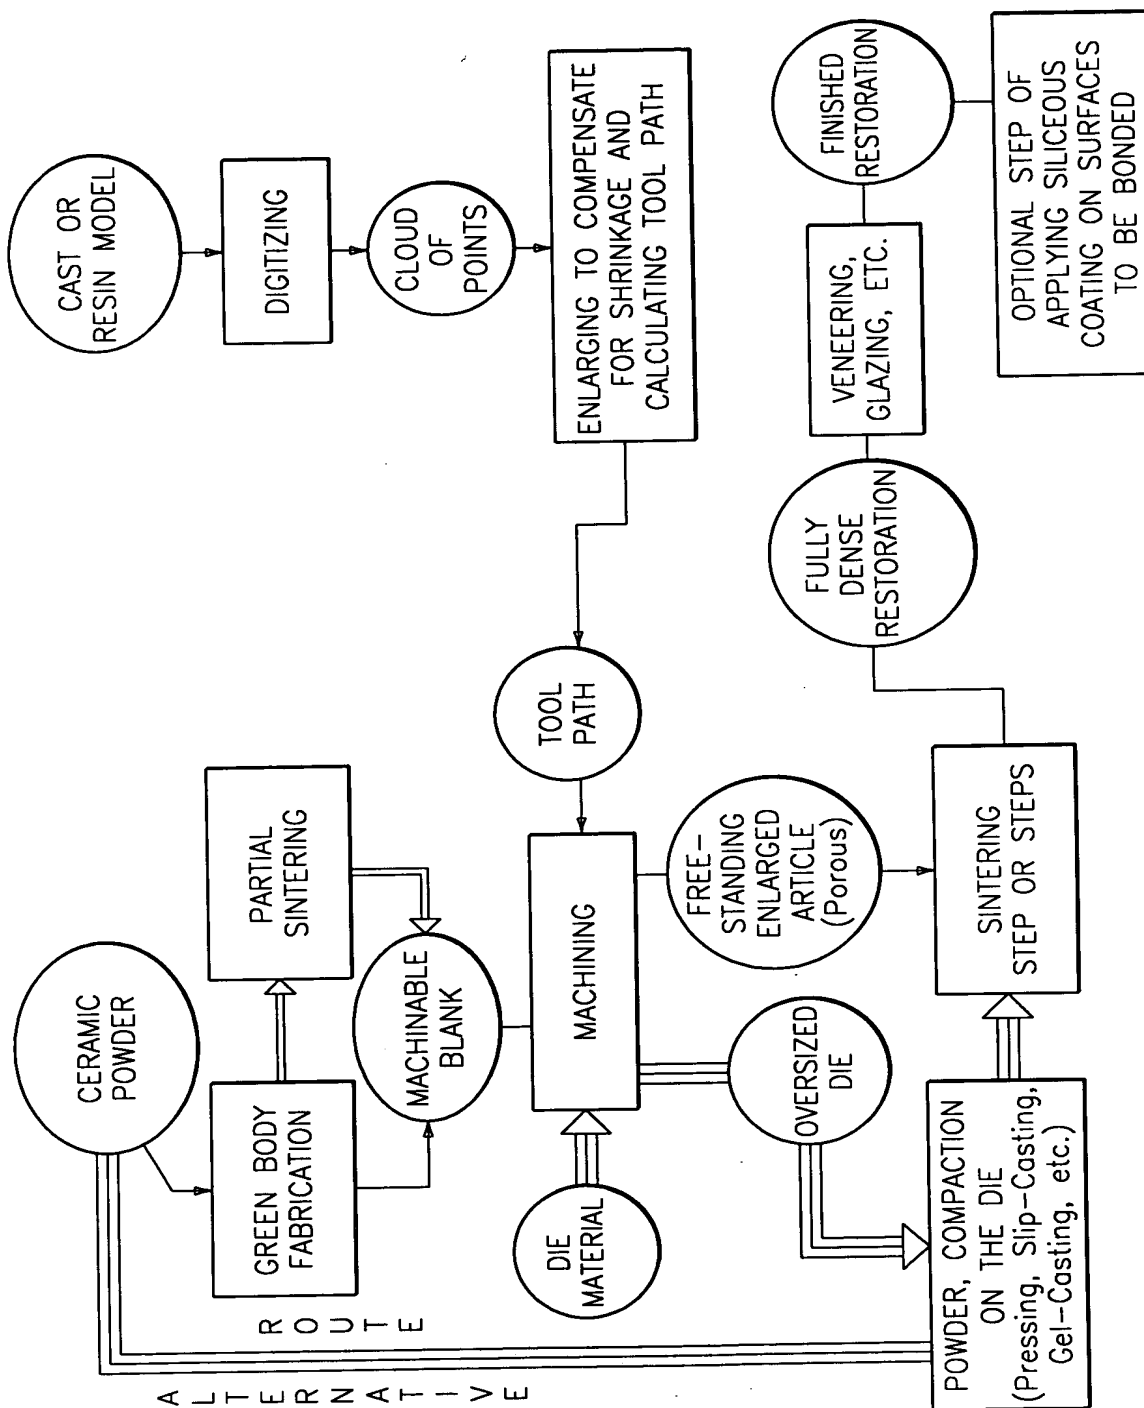 CAST OR
RESIN MODEL
DIGITIZING
CLOUD
OF
POINTS
ENLARGING TO COMPENSATE
FOR SHRINKAGE AND
CALCULATING TOOL PATH
TOOL
PATH
CERAMIC
POWDER
GREEN BODY
FABRICATION
PARTIAL
SINTERING
MACHINABLE
BLANK
MACHINING
DIE
MATERIAL
FREE-
STANDING
ENLARGED
ARTICLE
(Porous)
OVERSIZED
DIE
ALTERNATIVE
ROUTE
POWDER, COMPACTION
ON THE DIE
(Pressing, Slip-Casting,
Gel-Casting, etc.)
SINTERING
STEP OR STEPS
FULLY
DENSE
RESTORATION
VENEERING,
GLAZING, ETC.
FINISHED
RESTORATION
OPTIONAL STEP OF
APPLYING SILICEOUS
COATING ON SURFACES
TO BE BONDED